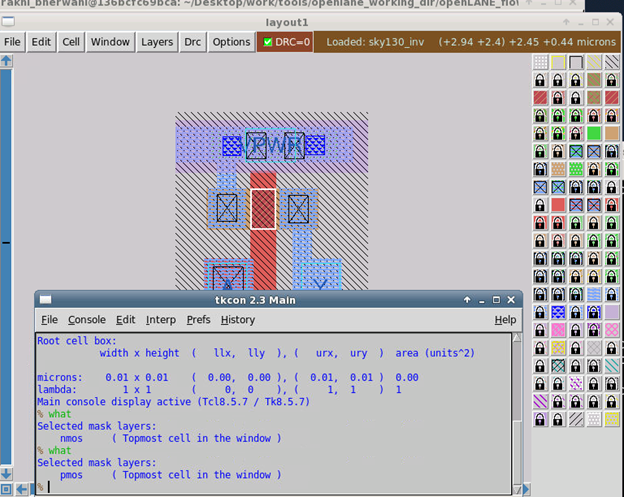 rakhi_bherwani@136bcfc69bca: ~/Desktop/work/tools/openlane_working_dir/openLANE_flo
layout1
File Edit Cell Window Layers Drc Options DRC=0 Loaded: sky130_inv (+2.94 +2.4) +2.45 +0.44 microns
VPWR
A Y
tkcon 2.3 Main
File Console Edit Interp Prefs History Help
Root cell box:
width x height ( llx, lly ), ( urx, ury ) area (units^2)
microns: 0.01 x 0.01 ( 0.00, 0.00 ), ( 0.01, 0.01 ) 0.00
lambda: 1 x 1 ( 0, 0 ), ( 1, 1 ) 1
Main console display active (Tcl8.5.7 / Tk8.5.7)
% what
Selected mask layers:
nmos ( Topmost cell in the window )
% what
Selected mask layers:
pmos ( Topmost cell in the window )
%